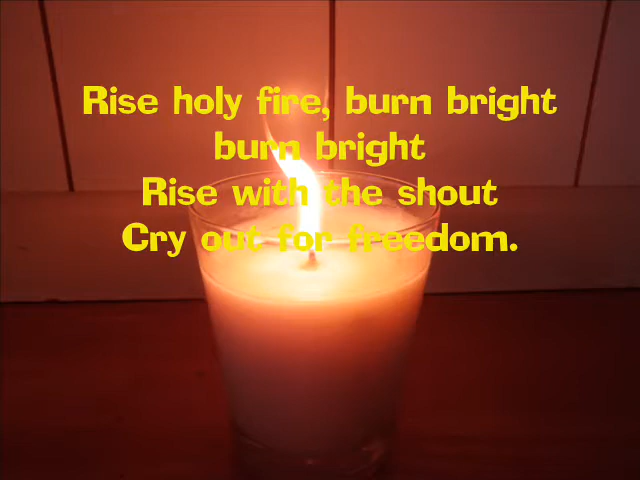 Rise holy fire, burn bright
burn bright
Rise with the shout
Cry out for freedom.